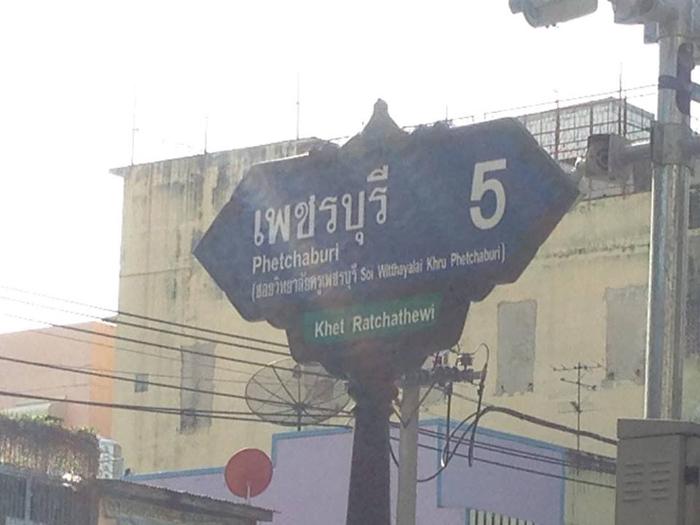 เพชรบุรี 5
Phetchaburi
(ซอยวิทยาลัยครูเพชรบุรี Soi Witthayalai Khru Phetchaburi)
Khet Ratchathewi